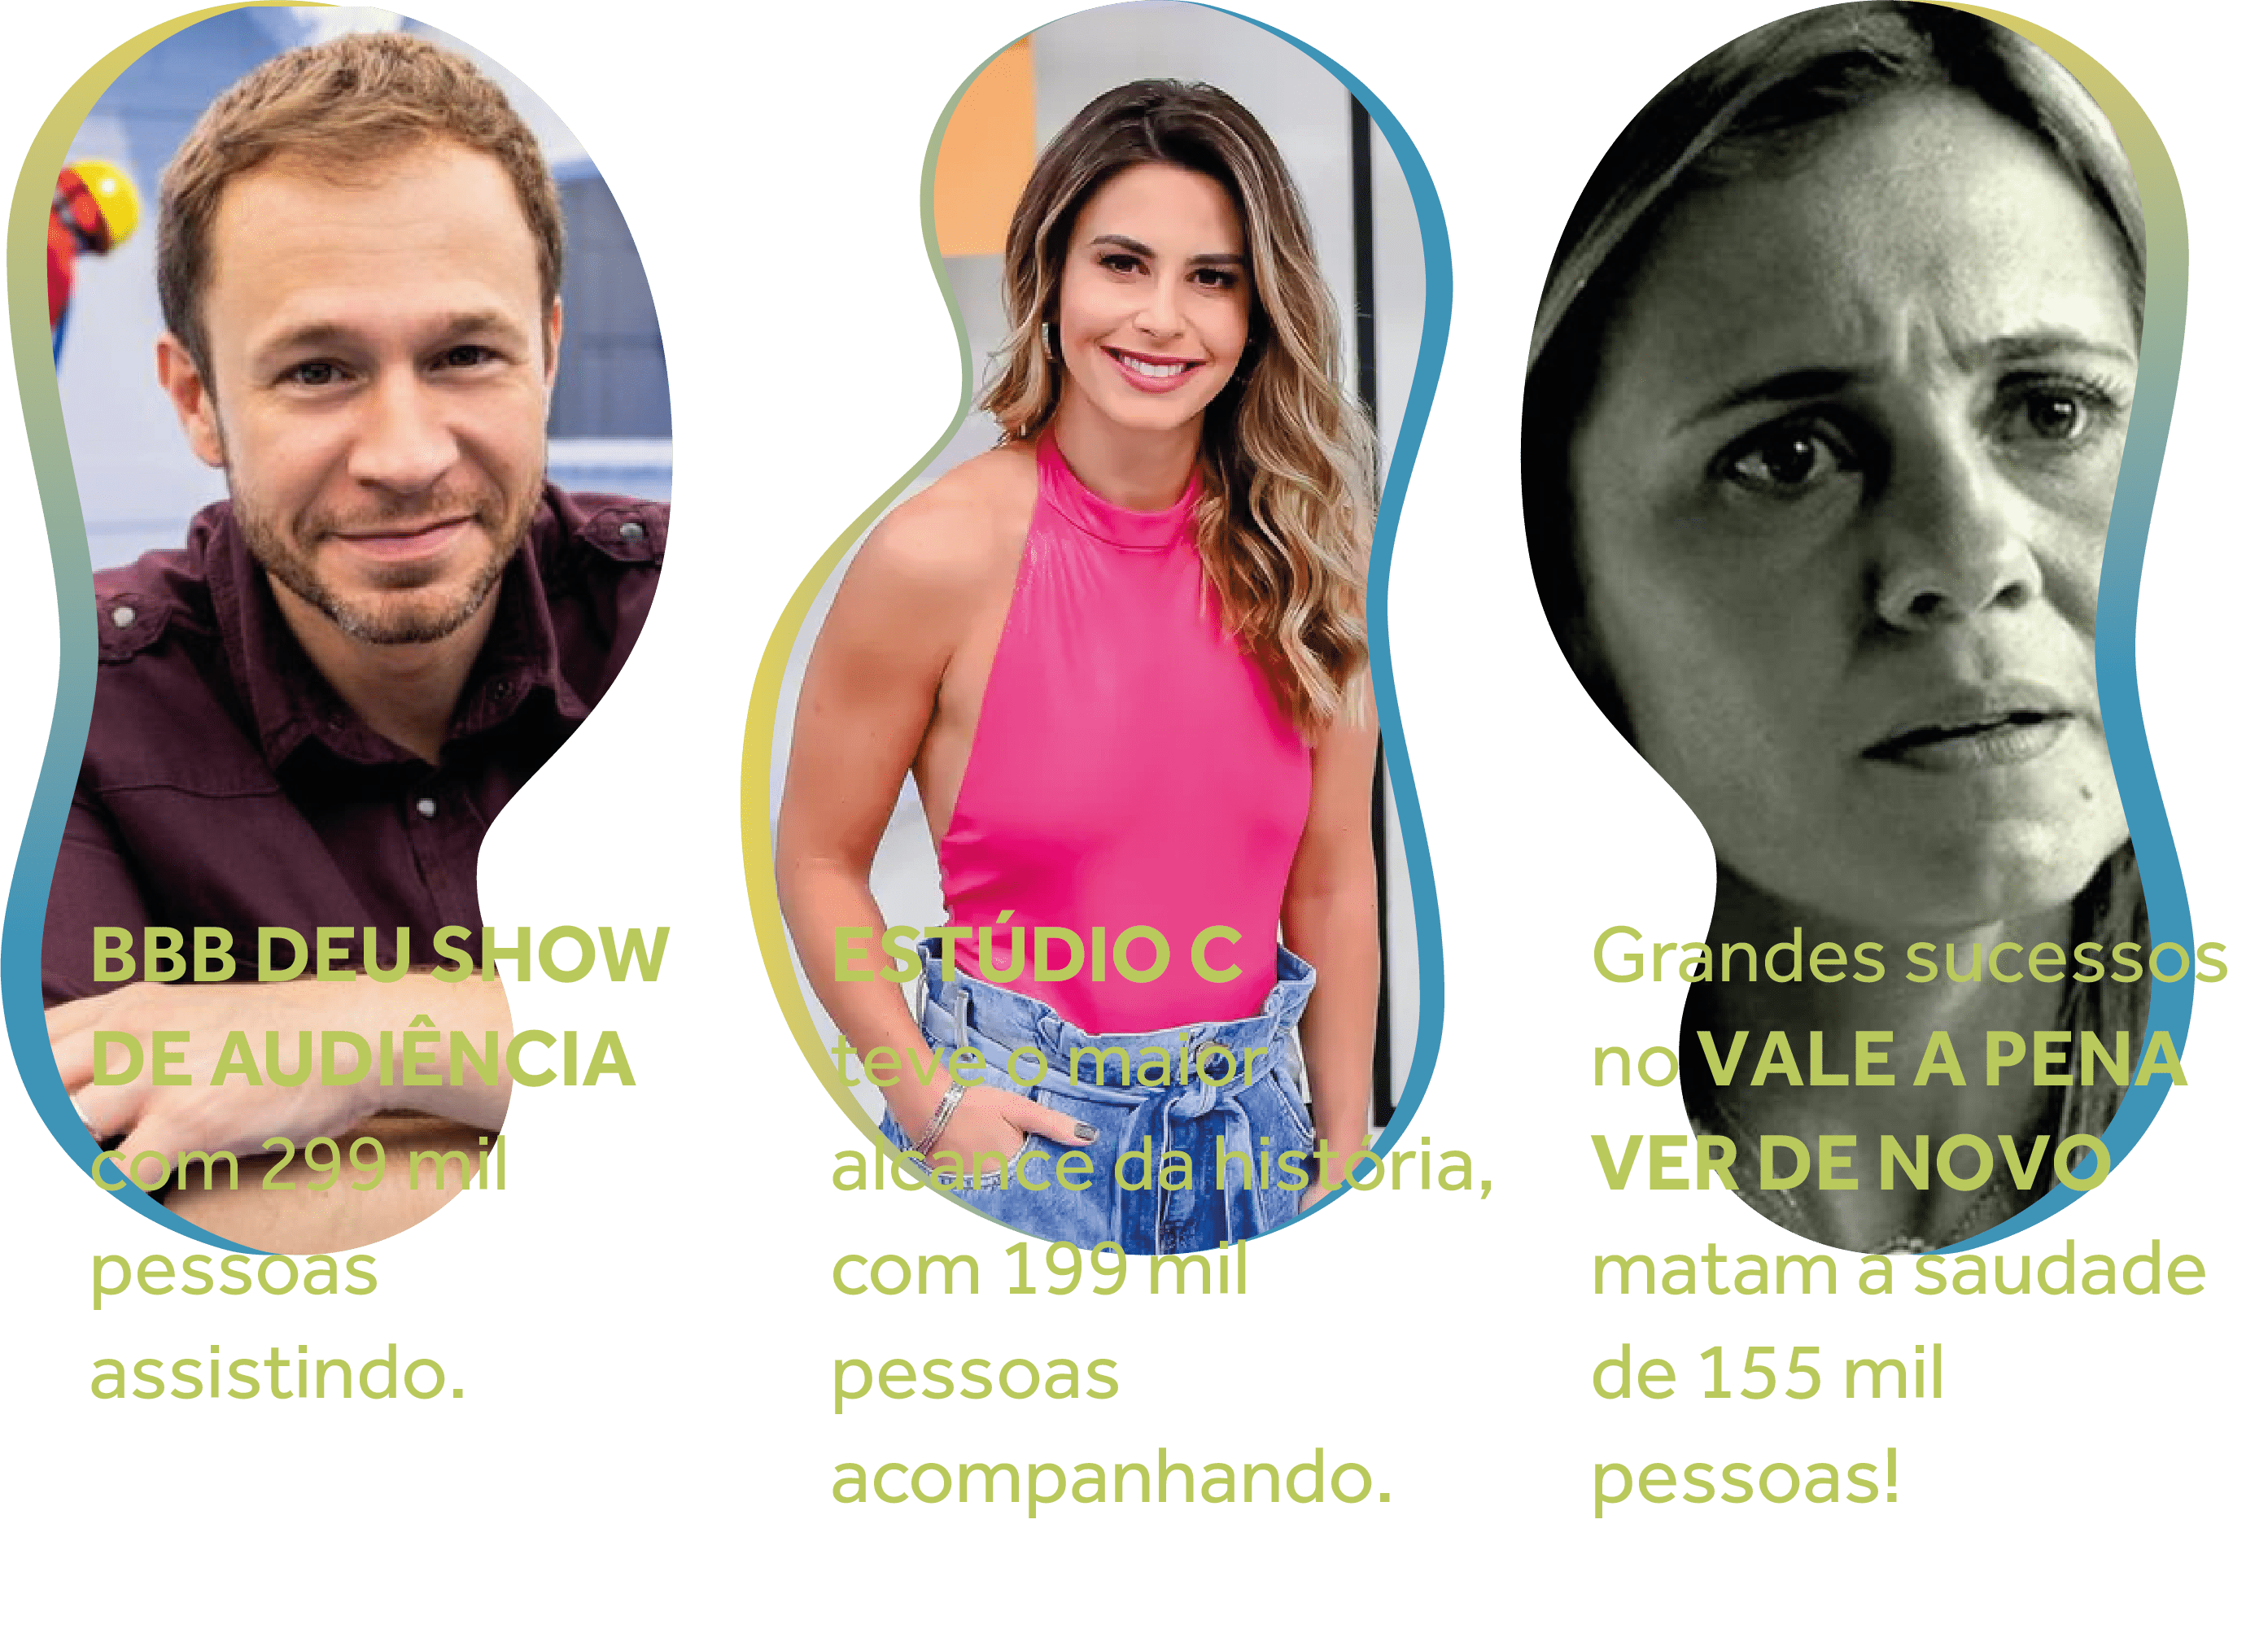 BBB DEU SHOW
DE AUDIÊNCIA
com 299 mil
pessoas
assistindo.
ESTÚDIO C
teve o maior
alcance da história,
com 199 mil
pessoas
acompanhando.
Grandes sucessos
no VALE A PENA
VER DE NOVO
matam a saudade
de 155 mil
pessoas!